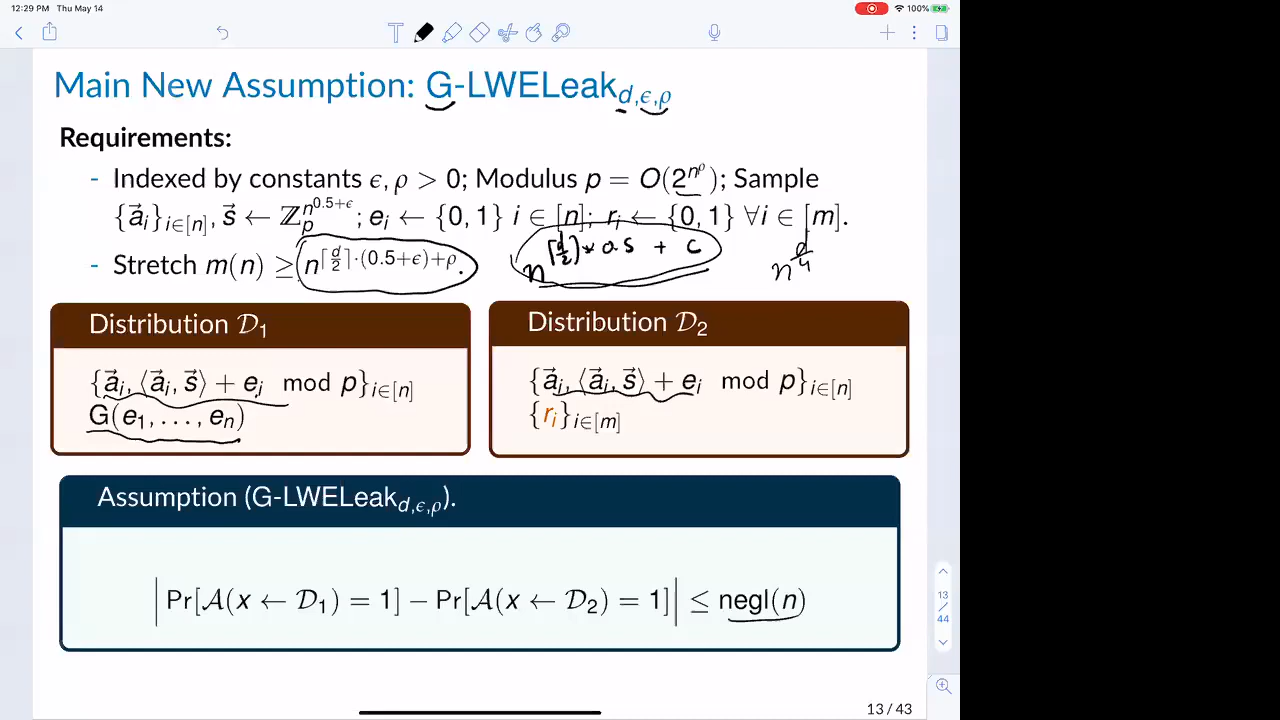 12:29 PM Thu May 14
100%
Main New Assumption: G-LWELeak_{d,ϵ,ρ}
Requirements:
- Indexed by constants ϵ, ρ > 0; Modulus p = O(2^{n^ρ}); Sample
{a⃗_i}_{i∈[n]}, s⃗ ← ℤ_p^{n^{0.5+ϵ}}; e_i ← {0, 1} i ∈ [n]; r_i ← {0, 1} ∀i ∈ [m].
- Stretch m(n) ≥ n^{⌈d/2⌉·(0.5+ϵ)+ρ}.
n^{⌈d/2⌉*0.5 + c}
n^{d/4}
Distribution 𝒟_1
{a⃗_i, ⟨a⃗_i, s⃗⟩ + e_i mod p}_{i∈[n]}
G(e_1, . . . , e_n)
Distribution 𝒟_2
{a⃗_i, ⟨a⃗_i, s⃗⟩ + e_i mod p}_{i∈[n]}
{r_i}_{i∈[m]}
Assumption (G-LWELeak_{d,ϵ,ρ}).
|Pr[𝒜(x ← 𝒟_1) = 1] − Pr[𝒜(x ← 𝒟_2) = 1]| ≤ negl(n)
13
/
44
13 / 43